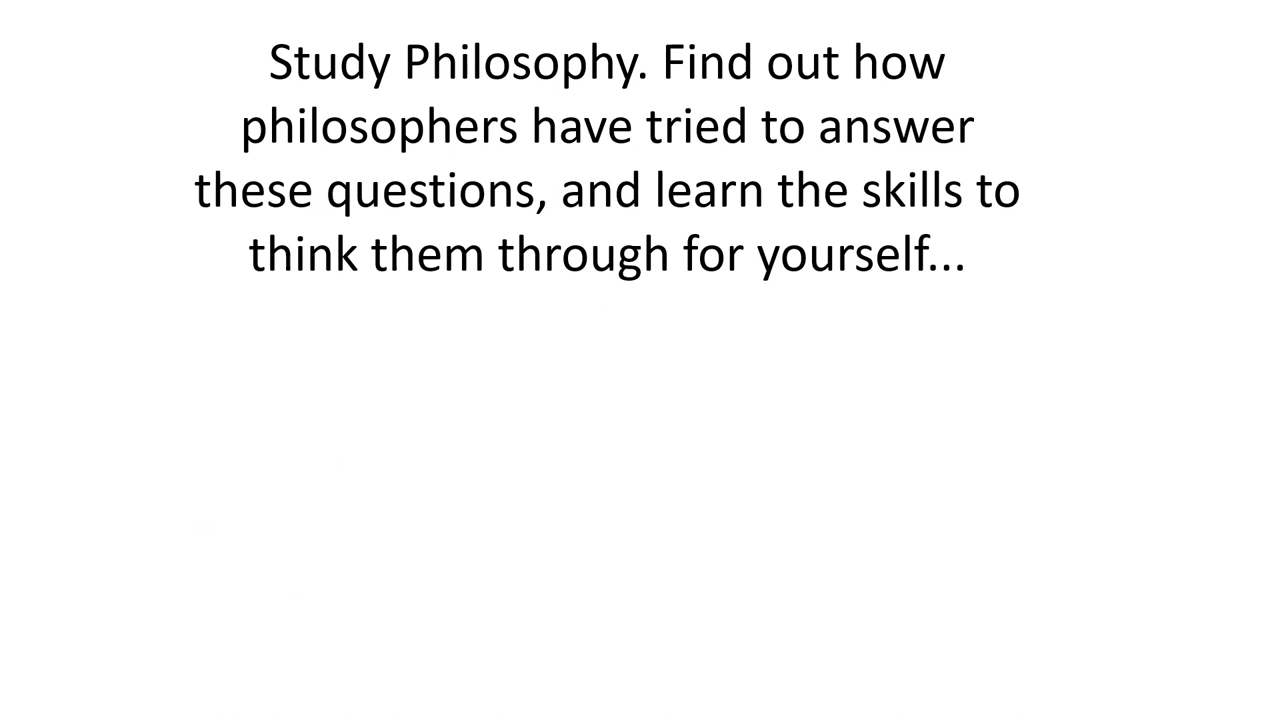 Study Philosophy. Find out how
philosophers have tried to answer
these questions, and learn the skills to
think them through for yourself...